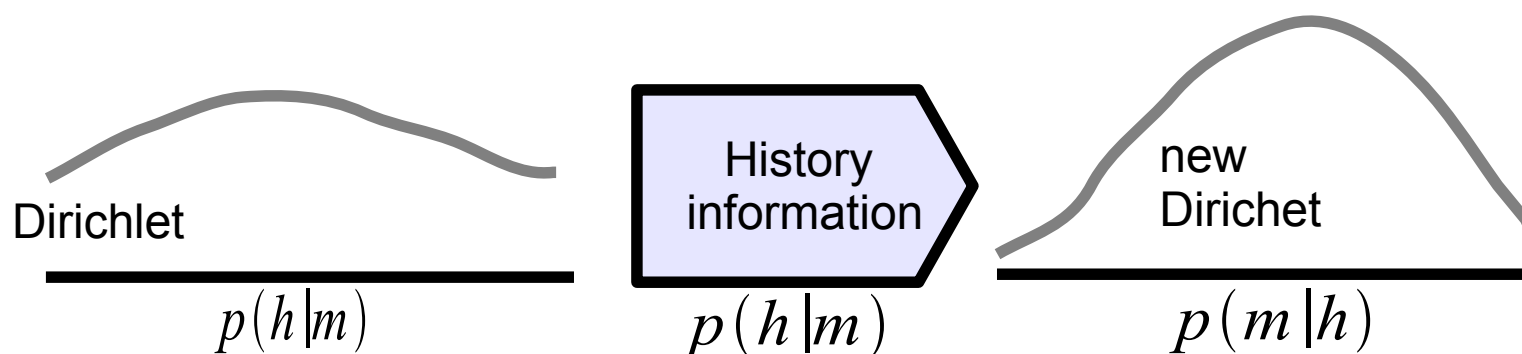 Dirichlet
p(h|m)
History
information
p(h|m)
new
Dirichet
p(m|h)